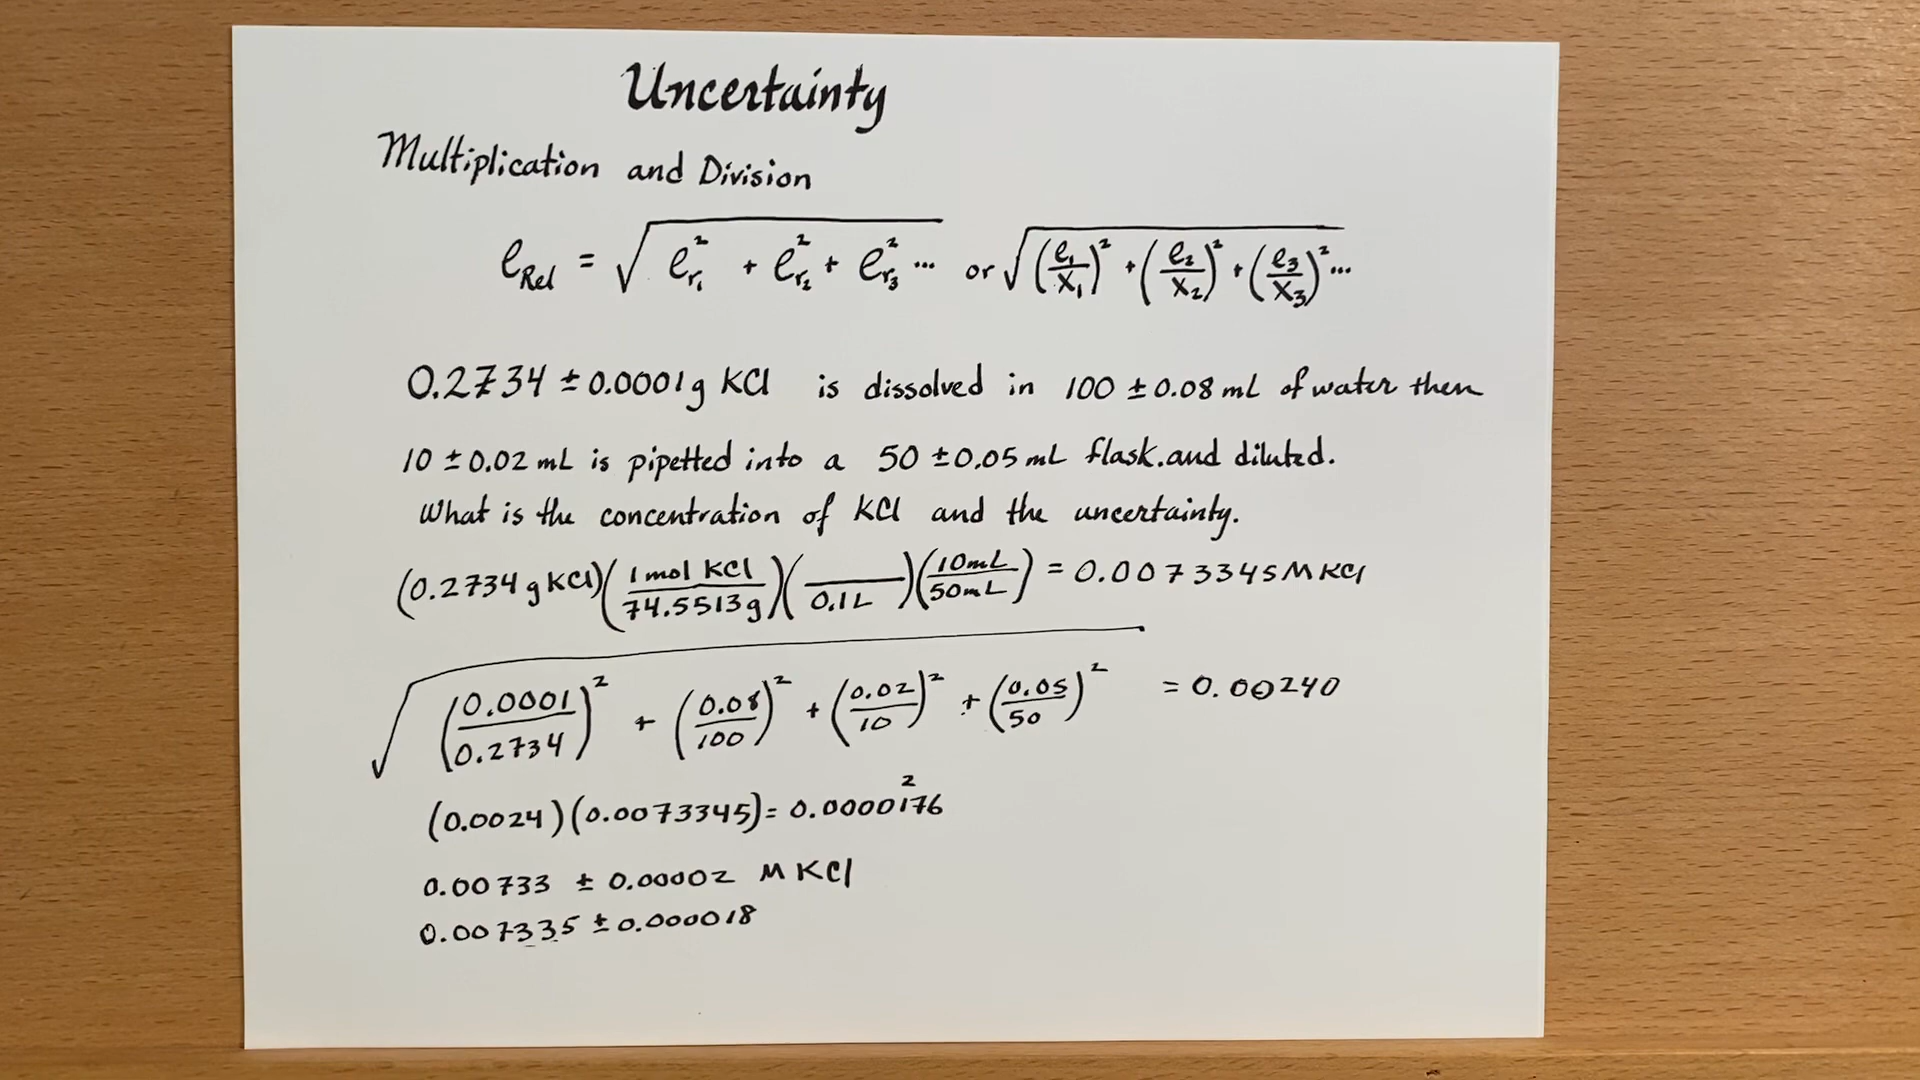 Uncertainty
Multiplication and Division
e_Rel = √(e_r₁² + e_r₂² + e_r₃² ...) or √((e₁/x₁)² + (e₂/x₂)² + (e₃/x₃)² ...)
0.2734 ± 0.0001g KCl is dissolved in 100 ± 0.08 mL of water then
10 ± 0.02 mL is pipetted into a 50 ± 0.05 mL flask. and diluted.
What is the concentration of KCl and the uncertainty.
(0.2734 g KCl)(1 mol KCl/74.5513g)(/0.1L)(10mL/50mL) = 0.0073345 M KCl
√((0.0001/0.2734)² + (0.08/100)² + (0.02/10)² + (0.05/50)²) = 0.00240
(0.0024)(0.0073345) = 0.0000176
2
0.00733 ± 0.00002 M KCl
0.007335 ± 0.000018